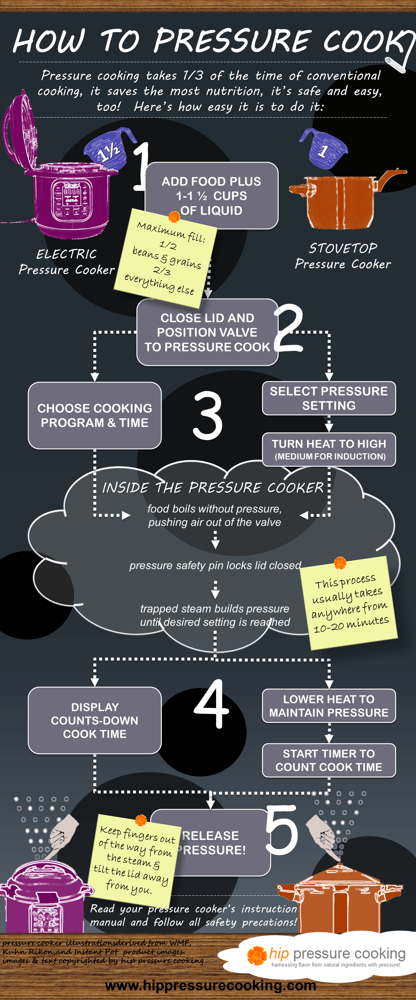 HOW TO PRESSURE COOK
Pressure cooking takes 1/3 of the time of conventional
cooking, it saves the most nutrition, it's safe and easy,
too! Here's how easy it is to do it:
1½
1
1
ADD FOOD PLUS
1-1 ½ CUPS
OF LIQUID
Maximum fill:
1/2
beans & grains
2/3
everything else
ELECTRIC
Pressure Cooker
STOVETOP
Pressure Cooker
CLOSE LID AND
POSITION VALVE
TO PRESSURE COOK
2
CHOOSE COOKING
PROGRAM & TIME
3
SELECT PRESSURE
SETTING
TURN HEAT TO HIGH
(MEDIUM FOR INDUCTION)
INSIDE THE PRESSURE COOKER
food boils without pressure,
pushing air out of the valve
pressure safety pin locks lid closed
trapped steam builds pressure
until desired setting is reached
This process
usually takes
anywhere from
10-20 minutes
4
DISPLAY
COUNTS-DOWN
COOK TIME
LOWER HEAT TO
MAINTAIN PRESSURE
START TIMER TO
COUNT COOK TIME
5
RELEASE
PRESSURE!
Keep fingers out
of the way from
the steam &
tilt the lid away
from you.
Read your pressure cooker's instruction
manual and follow all safety precations!
pressure cooker illustrationsderived from WMF,
Kuhn Rikon,and Instant Pot product images.
images & text copyrighted by hip pressure cooking
hip pressure cooking
harnessing flavor from natural ingredients with pressure!
www.hippressurecooking.com